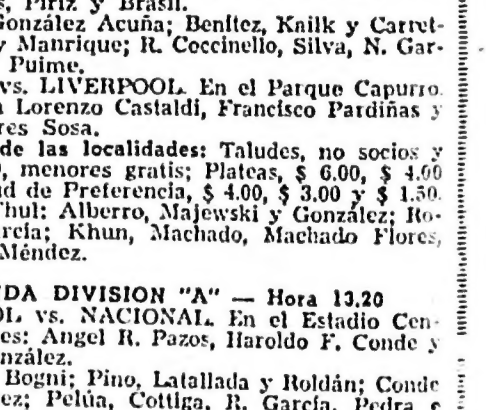 s, Píriz y Brasil.
González Acuña; Benítez, Knilk y Carret-
y Manrique; R. Coccinello, Silva, N. Gar-
Puime.
vs. LIVERPOOL. En el Parque Capurro.
Lorenzo Castaldi, Francisco Pardiñas y
res Sosa.
de las localidades: Taludes, no socios y
, menores gratis; Plateas, $ 6.00, $ 4.00
d de Preferencia, $ 4.00, $ 3.00 y $ 1.50.
Thul: Alberro, Majewski y González; Ro-
rcía; Khun, Machado, Machado Flores,
Méndez.
DA DIVISION "A" — Hora 13.20
OL vs. NACIONAL. En el Estadio Cen-
es: Angel R. Pazos, Haroldo F. Conde y
nzález.
Bogni; Pino, Latallada y Roldán; Conde
ez; Pelúa, Cottiga, R. García, Pedra e